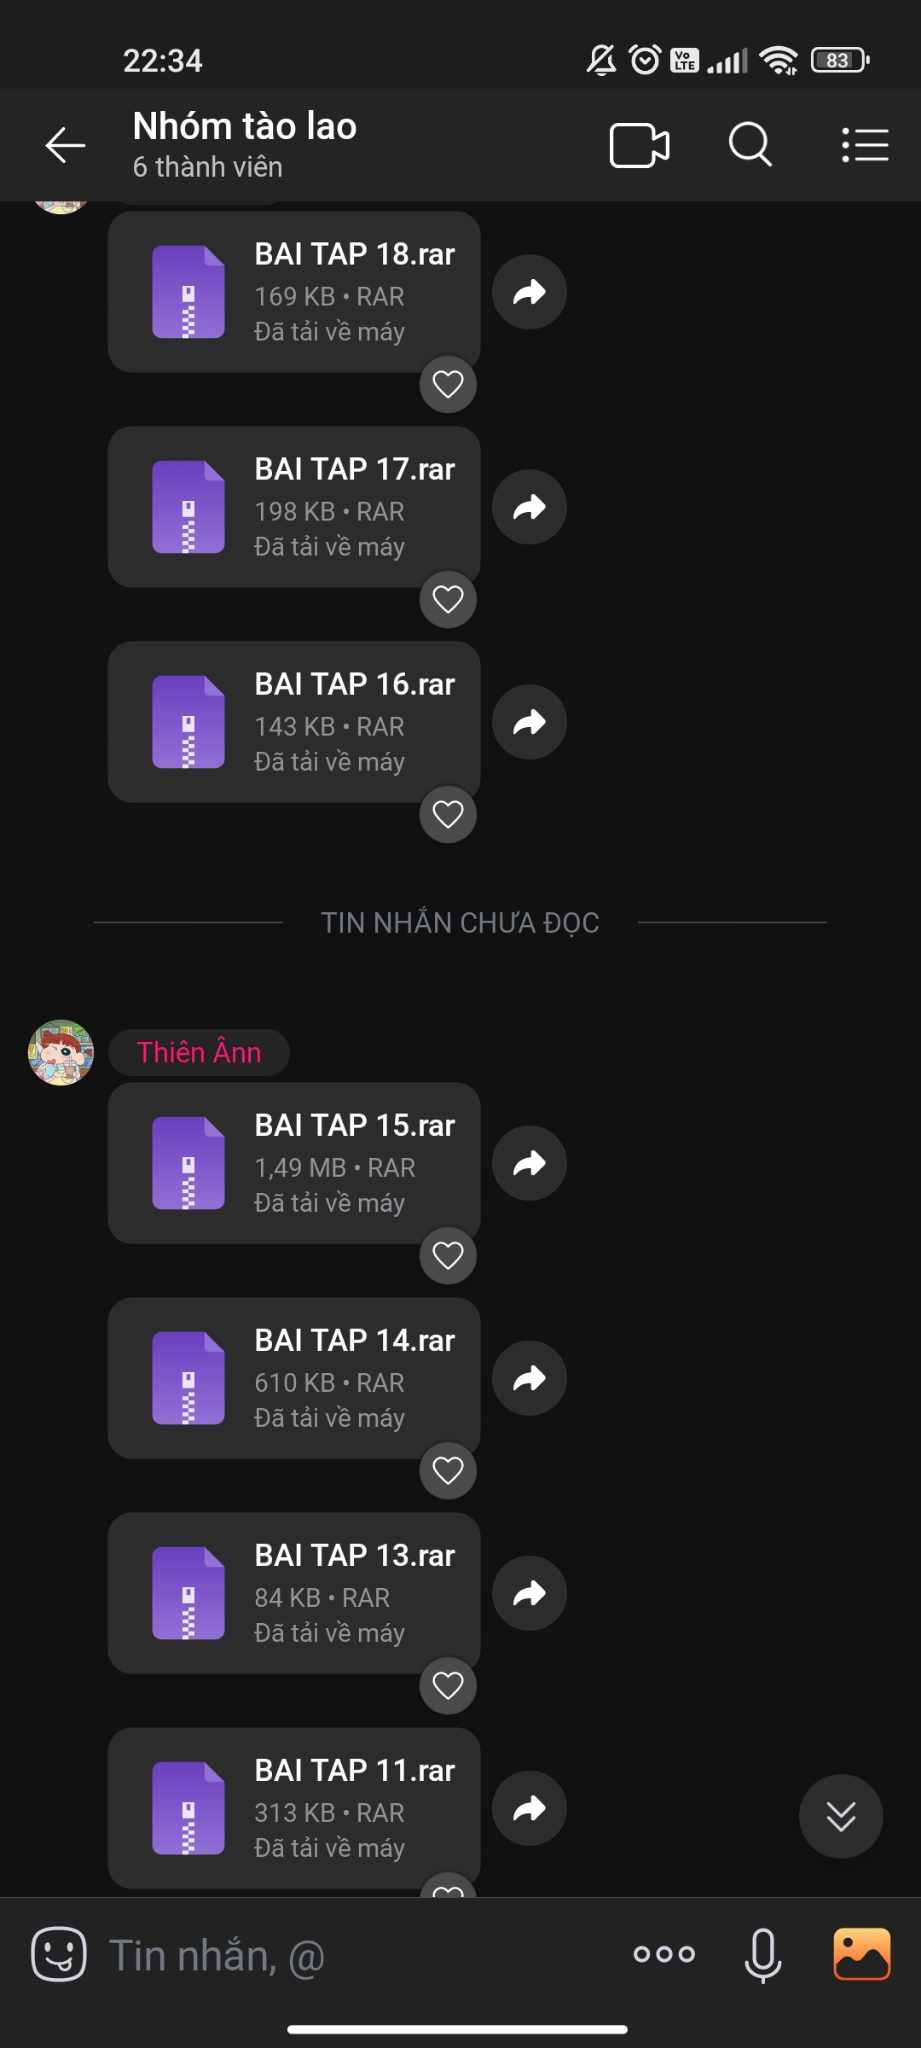 22:34
Vo LTE
83
Nhóm tào lao
6 thành viên
BAI TAP 18.rar
169 KB • RAR
Đã tải về máy
BAI TAP 17.rar
198 KB • RAR
Đã tải về máy
BAI TAP 16.rar
143 KB • RAR
Đã tải về máy
TIN NHẮN CHƯA ĐỌC
Thiên Ânn
BAI TAP 15.rar
1,49 MB • RAR
Đã tải về máy
BAI TAP 14.rar
610 KB • RAR
Đã tải về máy
BAI TAP 13.rar
84 KB • RAR
Đã tải về máy
BAI TAP 11.rar
313 KB • RAR
Đã tải về máy
Tin nhắn, @